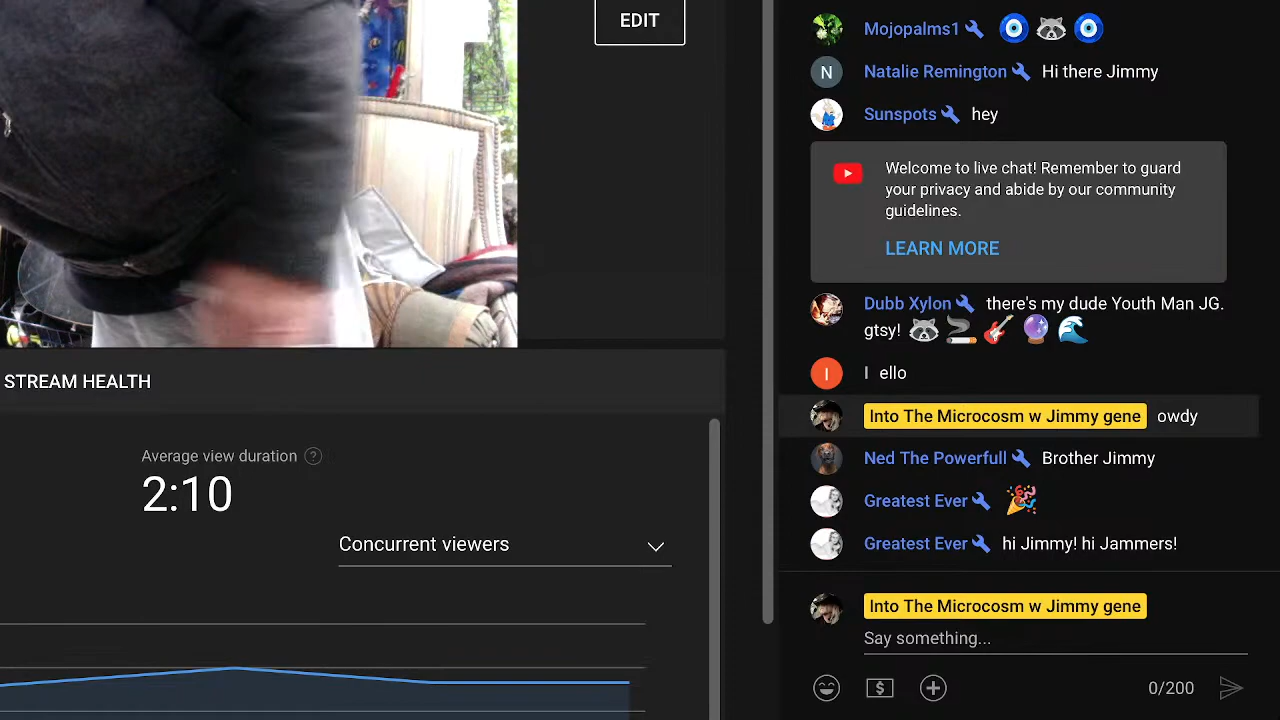 EDIT
STREAM HEALTH
Average view duration ?
2:10
Concurrent viewers
Mojopalms1
N Natalie Remington Hi there Jimmy
Sunspots hey
Welcome to live chat! Remember to guard
your privacy and abide by our community
guidelines.
LEARN MORE
Dubb Xylon there's my dude Youth Man JG.
gtsy!
I I ello
Into The Microcosm w Jimmy gene owdy
Ned The Powerfull Brother Jimmy
Greatest Ever
Greatest Ever hi Jimmy! hi Jammers!
Into The Microcosm w Jimmy gene
Say something...
$ 0/200